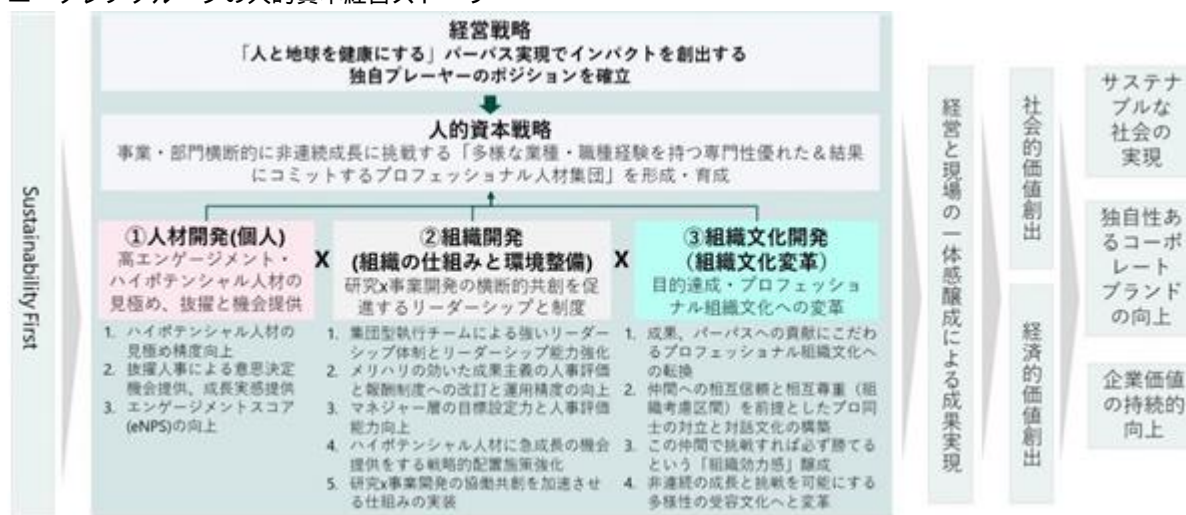 Sustainability First
経営戦略
「人と地球を健康にする」パーパス実現でインパクトを創出する
独自プレーヤーのポジションを確立
人的資本戦略
事業・部門横断的に非連続成長に挑戦する「多様な業種・職種経験を持つ専門性優れた&結果
にコミットするプロフェッショナル人材集団」を形成・育成
①人材開発(個人)
高エンゲージメント・
ハイポテンシャル人材の
見極め、抜擢と機会提供
X
②組織開発
(組織の仕組みと環境整備)
研究x事業開発の横断的共創を促
進するリーダーシップと制度
X
③組織文化開発
(組織文化変革)
目的達成・プロフェッショ
ナル組織文化への変革
1. ハイポテンシャル人材の
見極め精度向上
2. 抜擢人事による意思決定
機会提供、成長実感提供
3. エンゲージメントスコア
(eNPS)の向上
1. 集団型執行チームによる強いリーダー
シップ体制とリーダーシップ能力強化
2. メリハリの効いた成果主義の人事評価
と報酬制度への改訂と運用精度の向上
3. マネジャー層の目標設定力と人事評価
能力向上
4. ハイポテンシャル人材に急成長の機会
提供をする戦略的配置施策強化
5. 研究x事業開発の協働共創を加速させ
る仕組みの実装
1. 成果、パーパスへの貢献にこだわ
るプロフェッショナル組織文化へ
の転換
2. 仲間への相互信頼と相互尊重（組
織考慮区間）を前提としたプロ同
士の対立と対話文化の構築
3. この仲間で挑戦すれば必ず勝てる
という「組織効力感」醸成
4. 非連続の成長と挑戦を可能にする
多様性の受容文化へと変革
経営と現場の一体感醸成による成果実現
社会的価値創出
経済的価値創出
サステナ
ブルな
社会の
実現
独自性あ
るコーポ
レート
ブランド
の向上
企業価値
の持続的
向上